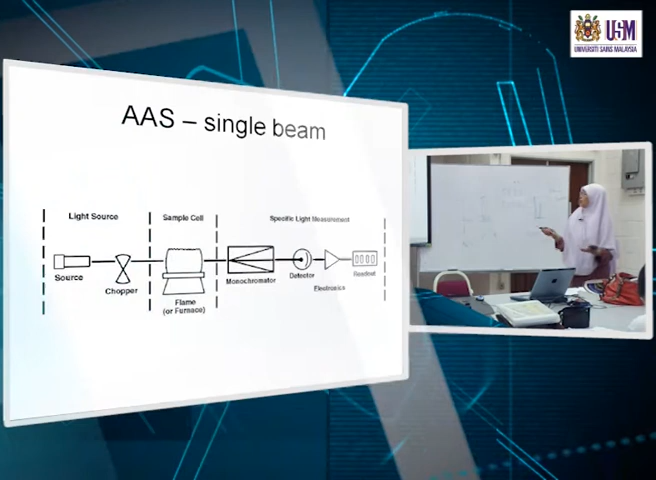 USM
UNIVERSITI SAINS MALAYSIA
AAS – single beam
Light Source
Sample Cell
Specific Light Measurement
Source
Chopper
Flame
(or Furnace)
Monochromator
Detector
Electronics
Readout